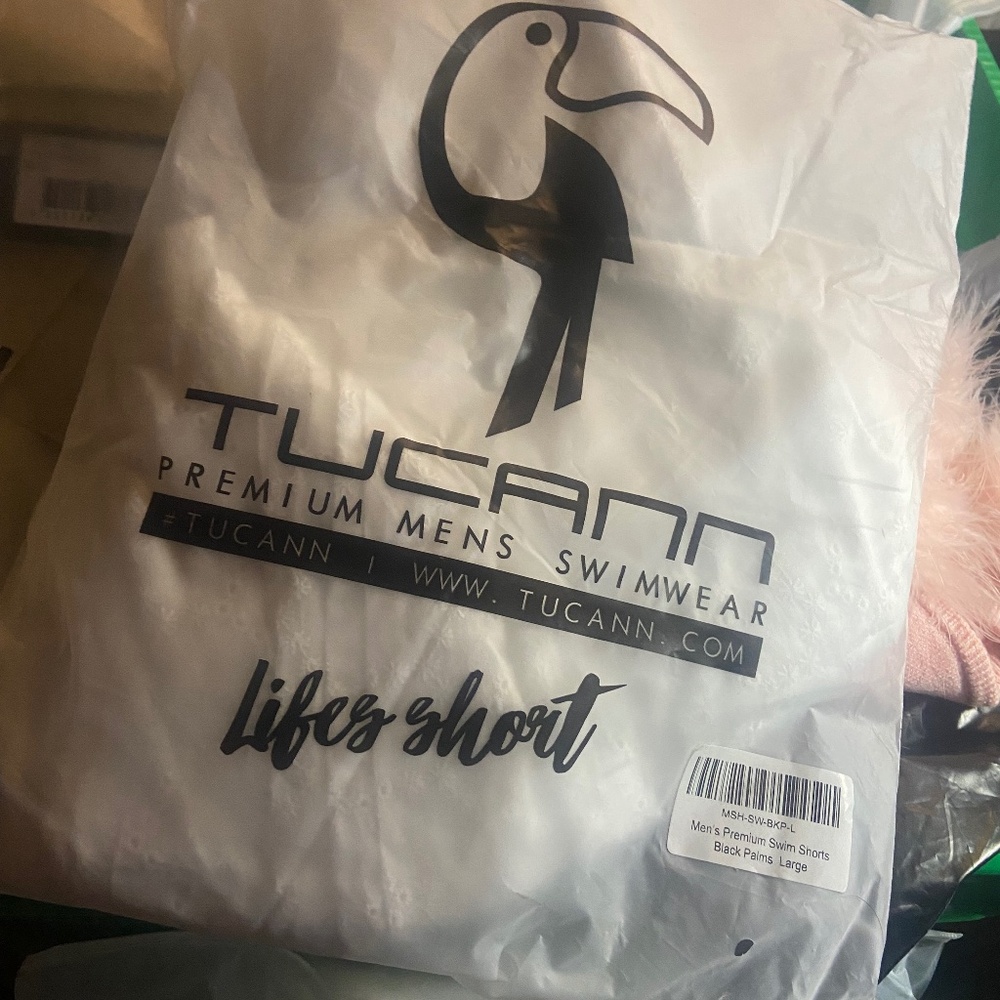 TUCANN
PREMIUM MENS SWIMWEAR
#TUCANN | WWW. TUCANN. COM
Lifes short
MSH-SW-BKP-L
Men's Premium Swim Shorts
Black Palms Large